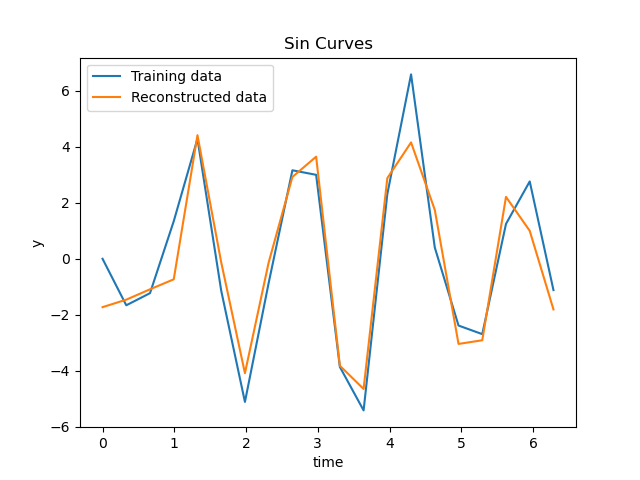 Sin Curves
Training data
Reconstructed data
6
4
2
0
−2
−4
−6
y
0 1 2 3 4 5 6
time